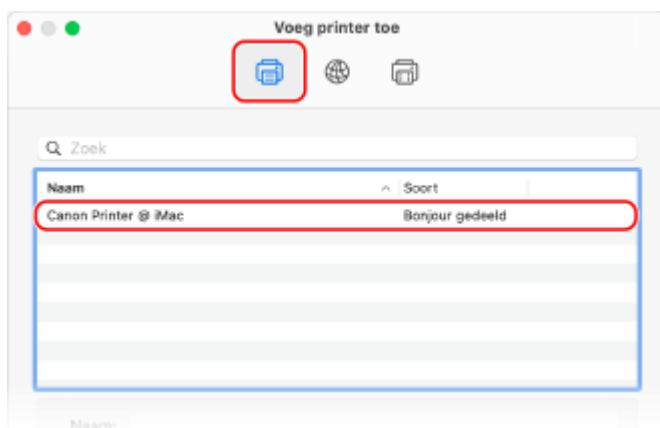 Voeg printer toe
Zoek
Naam Soort
Canon Printer @ iMac Bonjour gedeeld
Naam: